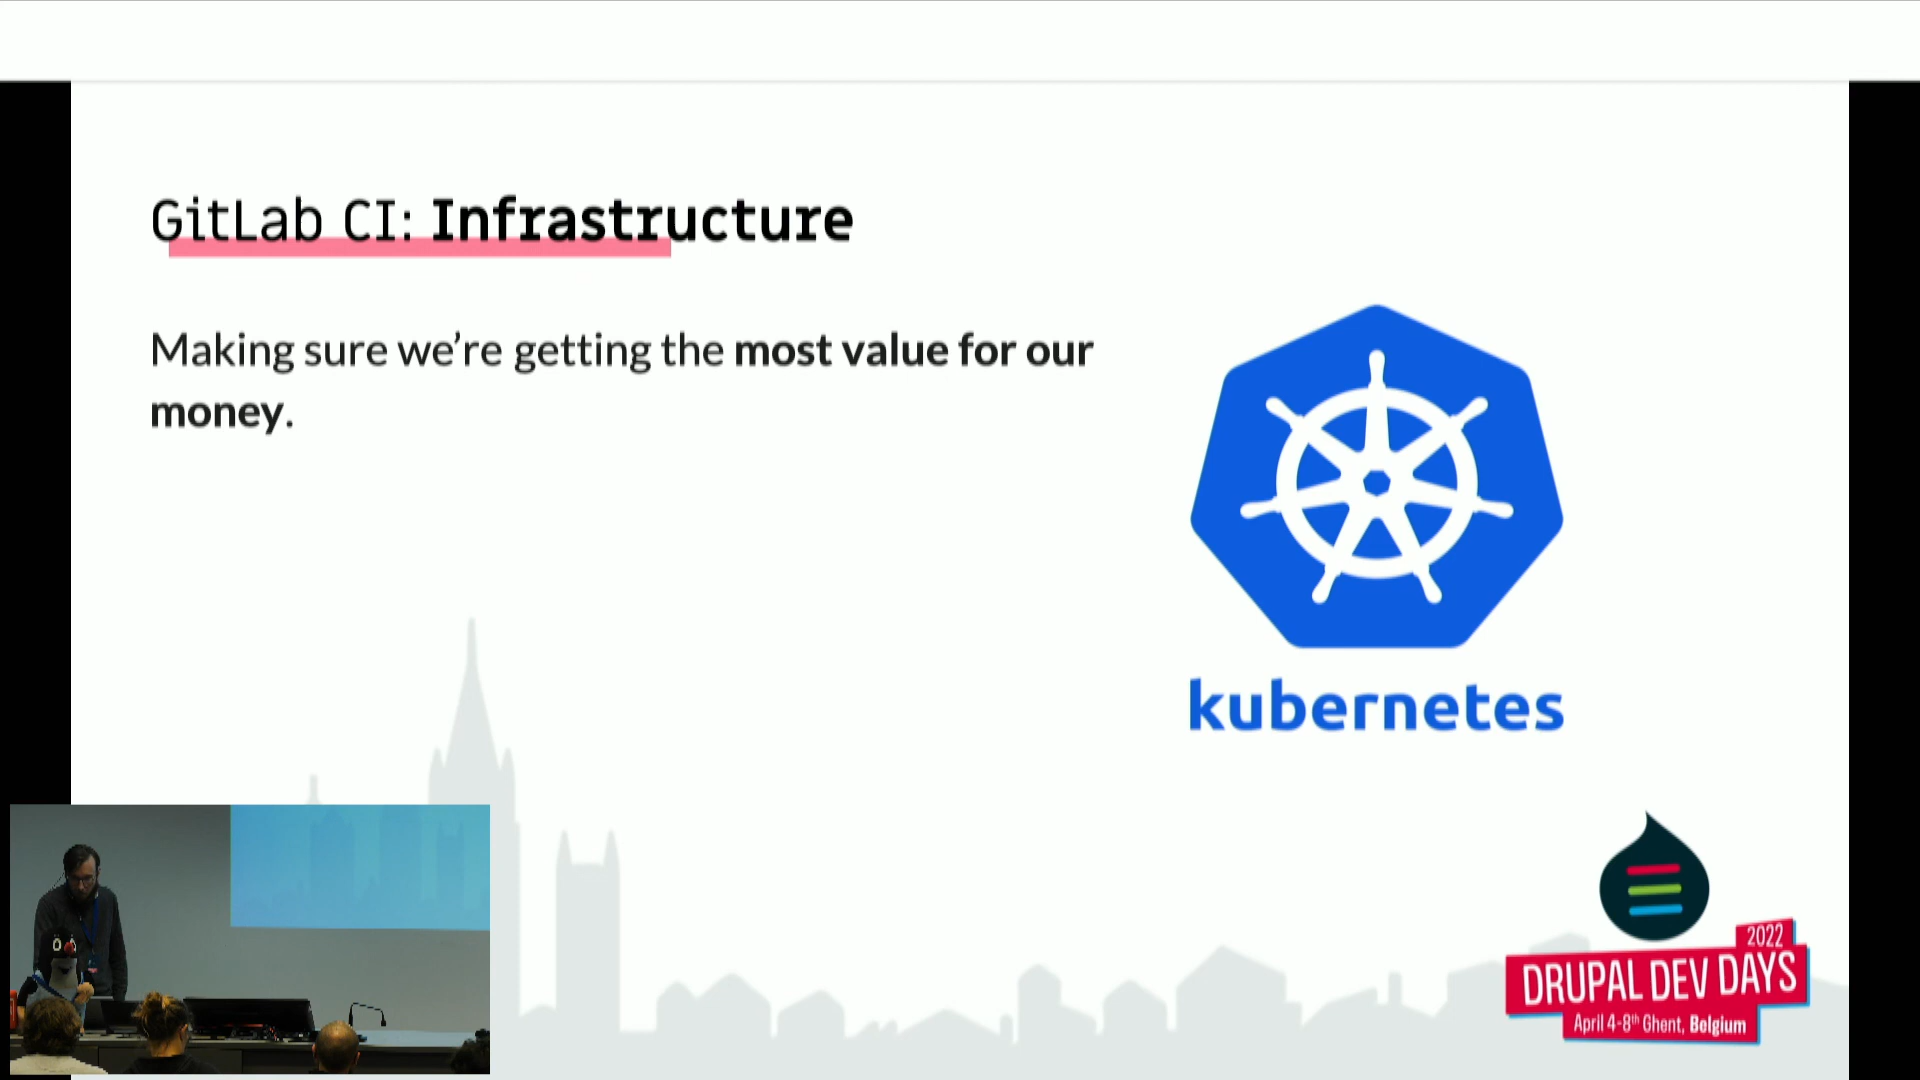 GitLab CI: Infrastructure
Making sure we’re getting the most value for our
money.
kubernetes
2022
DRUPAL DEV DAYS
April 4-8th Ghent, Belgium